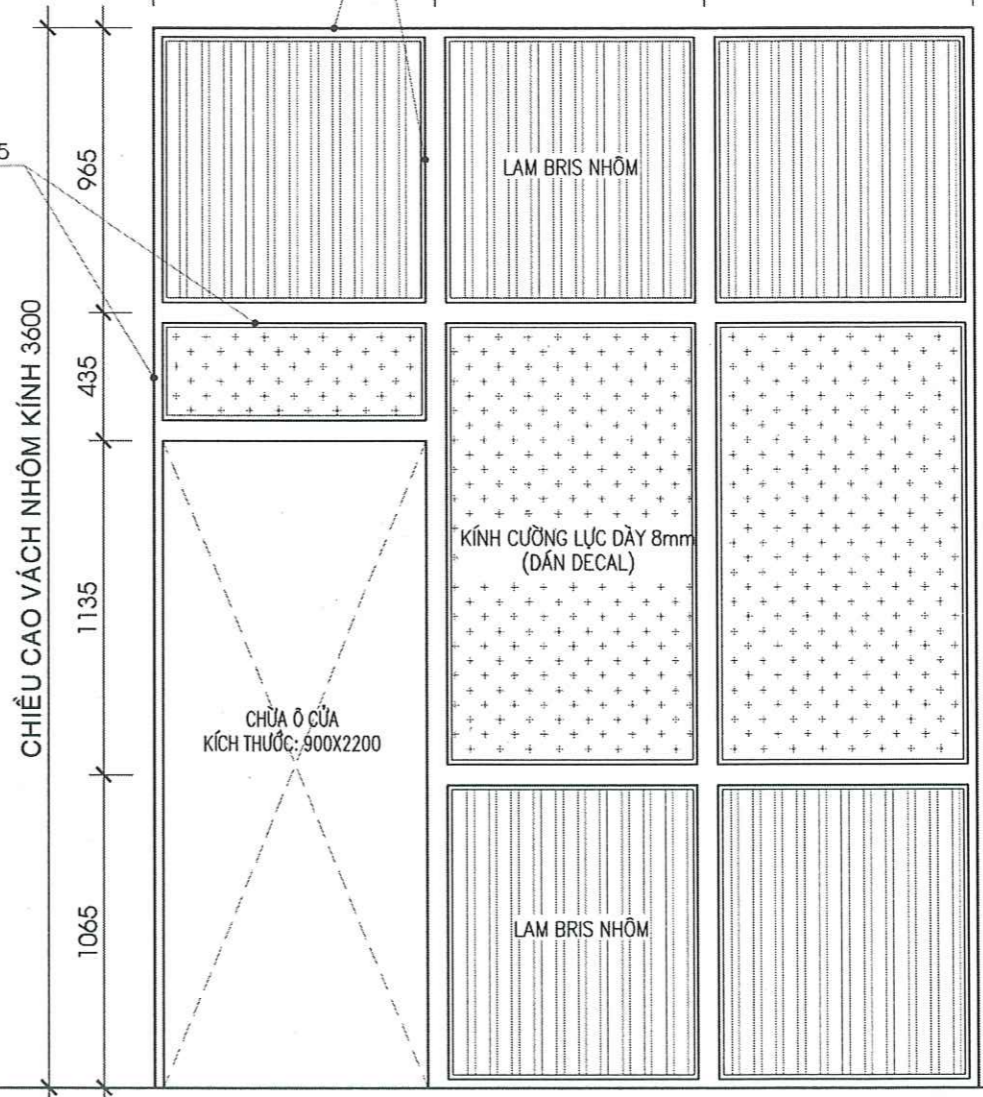 LAM BRIS NHÔM
5
965
435
1135
1065
CHIỀU CAO VÁCH NHÔM KÍNH 3600
KÍNH CƯỜNG LỰC DÀY 8mm
(DÁN DECAL)
CHỪA Ô CỬA
KÍCH THƯỚC: 900X2200
LAM BRIS NHÔM